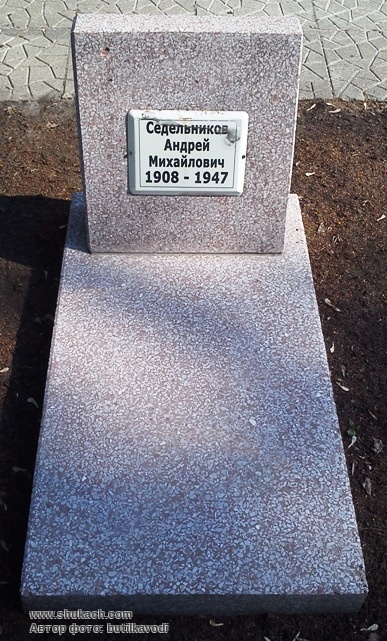 Седельников
Андрей
Михайлович
1908 - 1947
www.shukach.com
Автор фото: butilkavodi